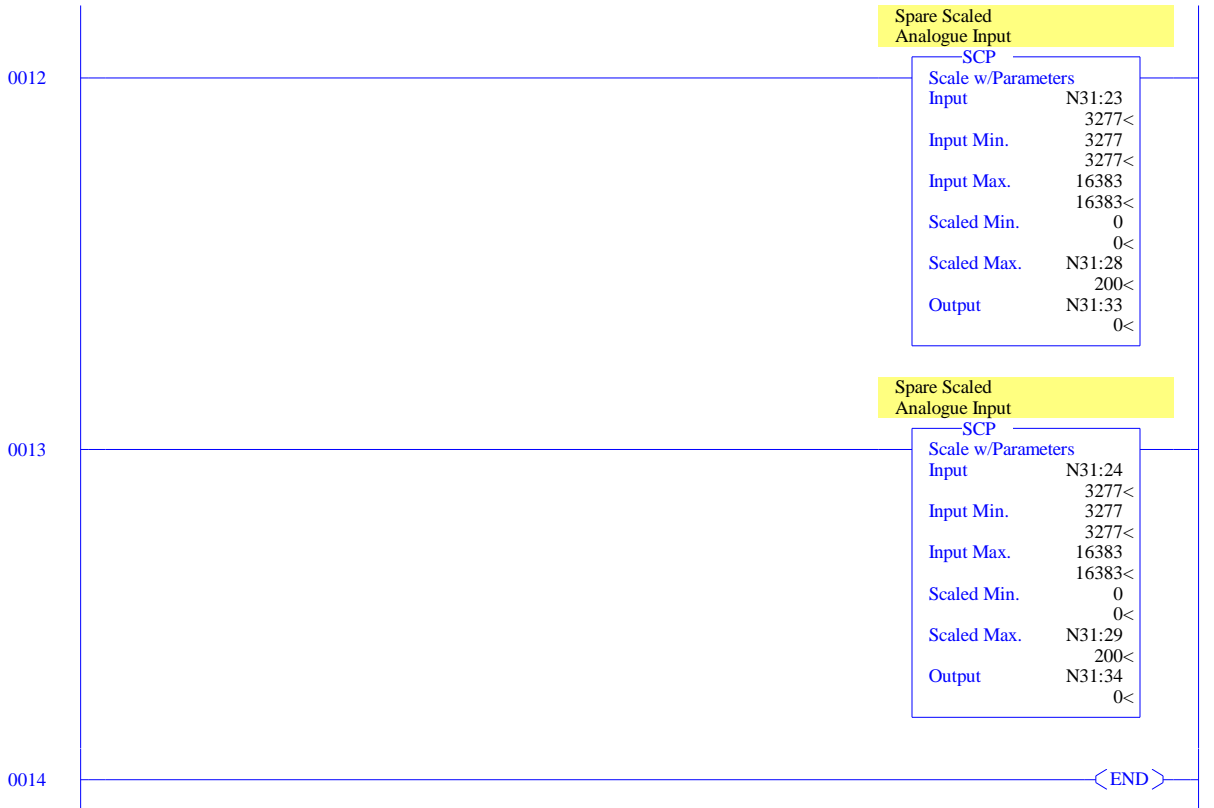 Spare Scaled
Analogue Input
SCP
0012
Scale w/Parameters
Input N31:23
3277<
Input Min. 3277
3277<
Input Max. 16383
16383<
Scaled Min. 0
0<
Scaled Max. N31:28
200<
Output N31:33
0<
Spare Scaled
Analogue Input
SCP
0013
Scale w/Parameters
Input N31:24
3277<
Input Min. 3277
3277<
Input Max. 16383
16383<
Scaled Min. 0
0<
Scaled Max. N31:29
200<
Output N31:34
0<
0014 END